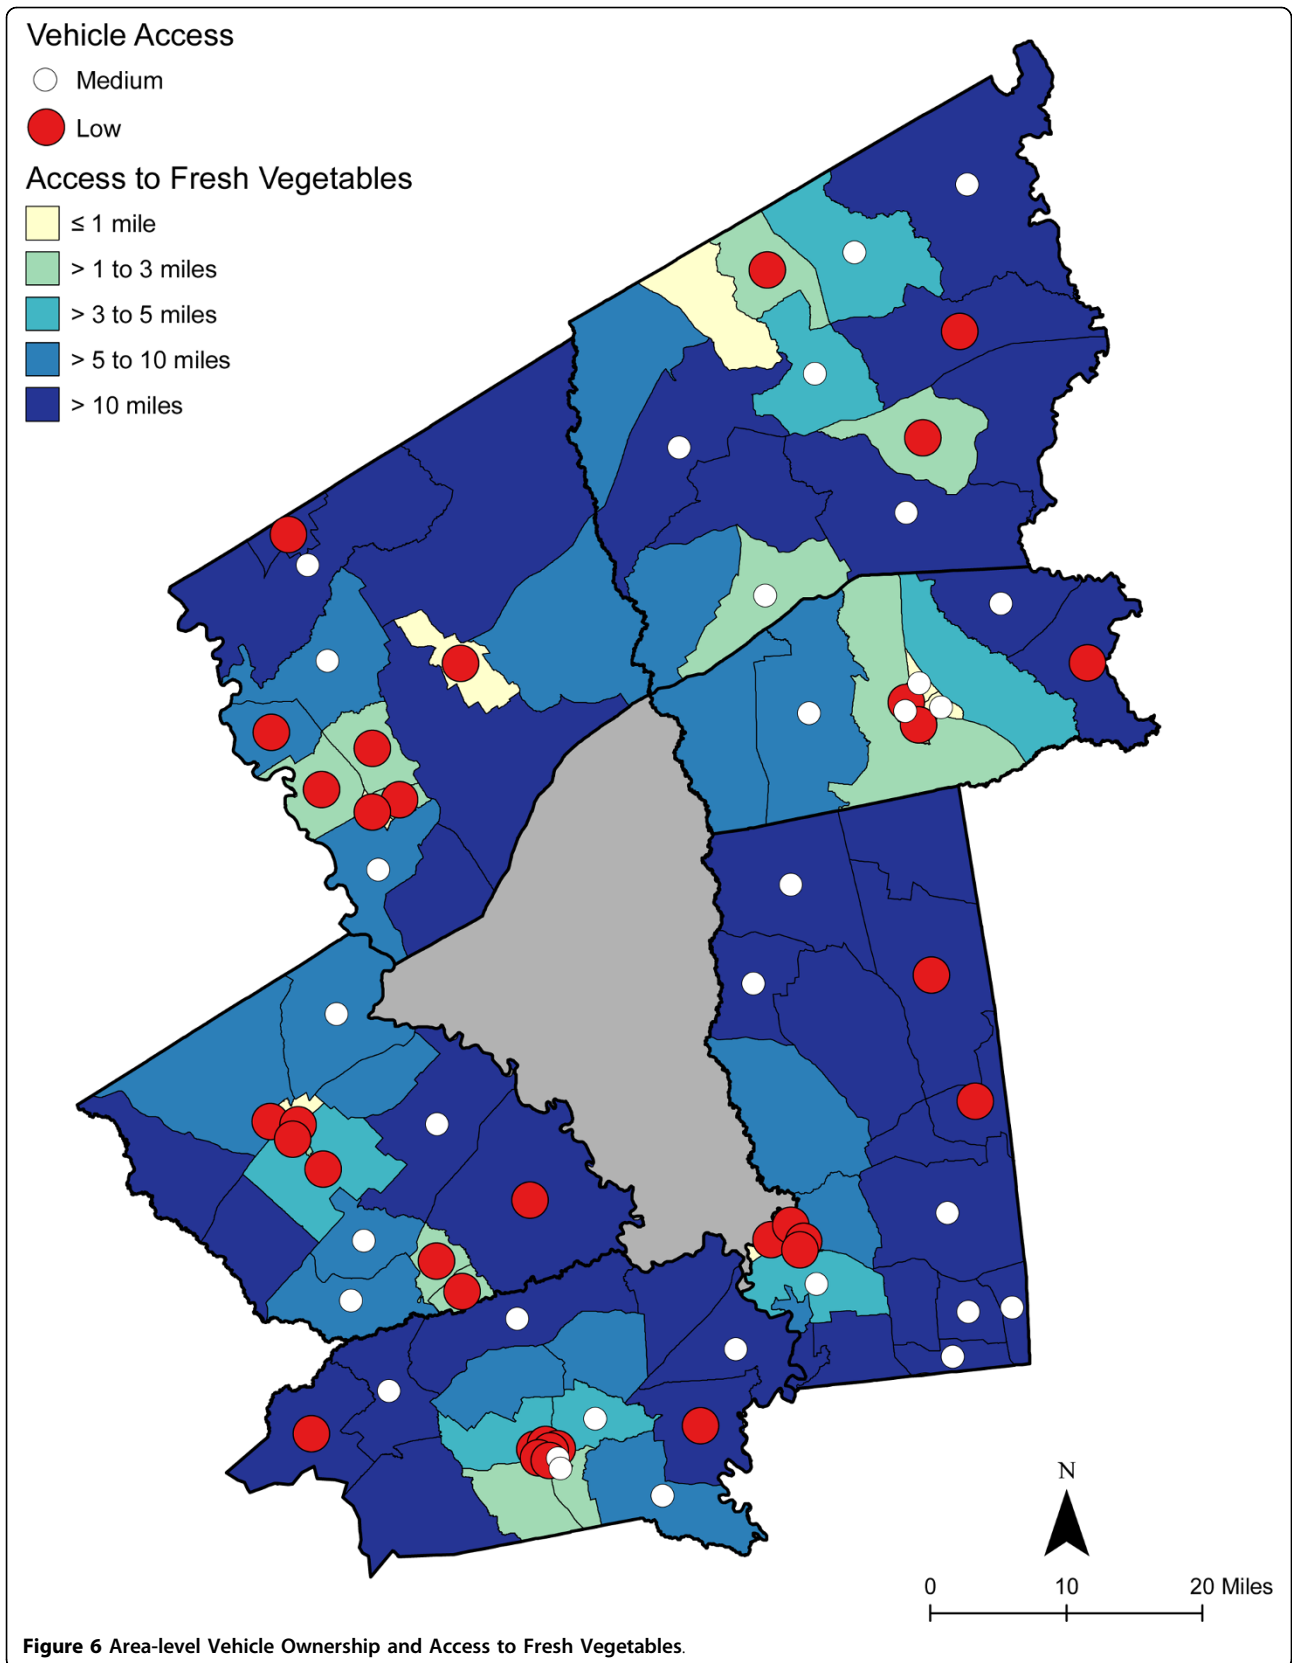 Vehicle Access
Medium
Low
Access to Fresh Vegetables
≤ 1 mile
> 1 to 3 miles
> 3 to 5 miles
> 5 to 10 miles
> 10 miles
N
0 10 20 Miles
Figure 6 Area-level Vehicle Ownership and Access to Fresh Vegetables.